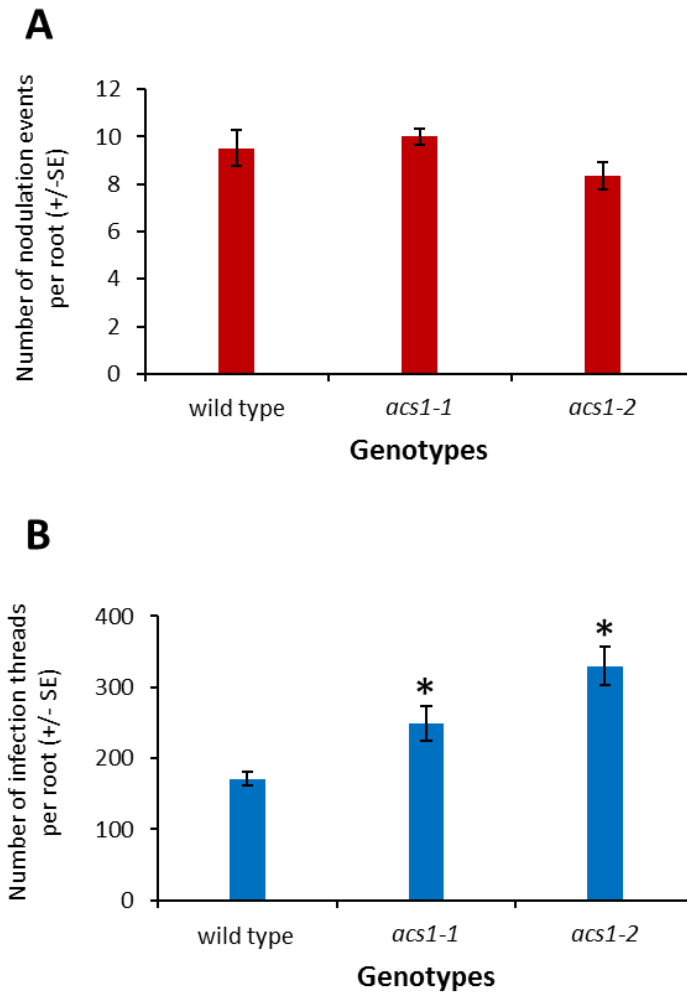 A
Number of nodulation events
per root (+/-SE)
12
10
8
6
4
2
0
wild type
acs1-1
acs1-2
Genotypes
B
Number of infection threads
per root (+/- SE)
400
300
200
100
0
*
*
wild type
acs1-1
acs1-2
Genotypes